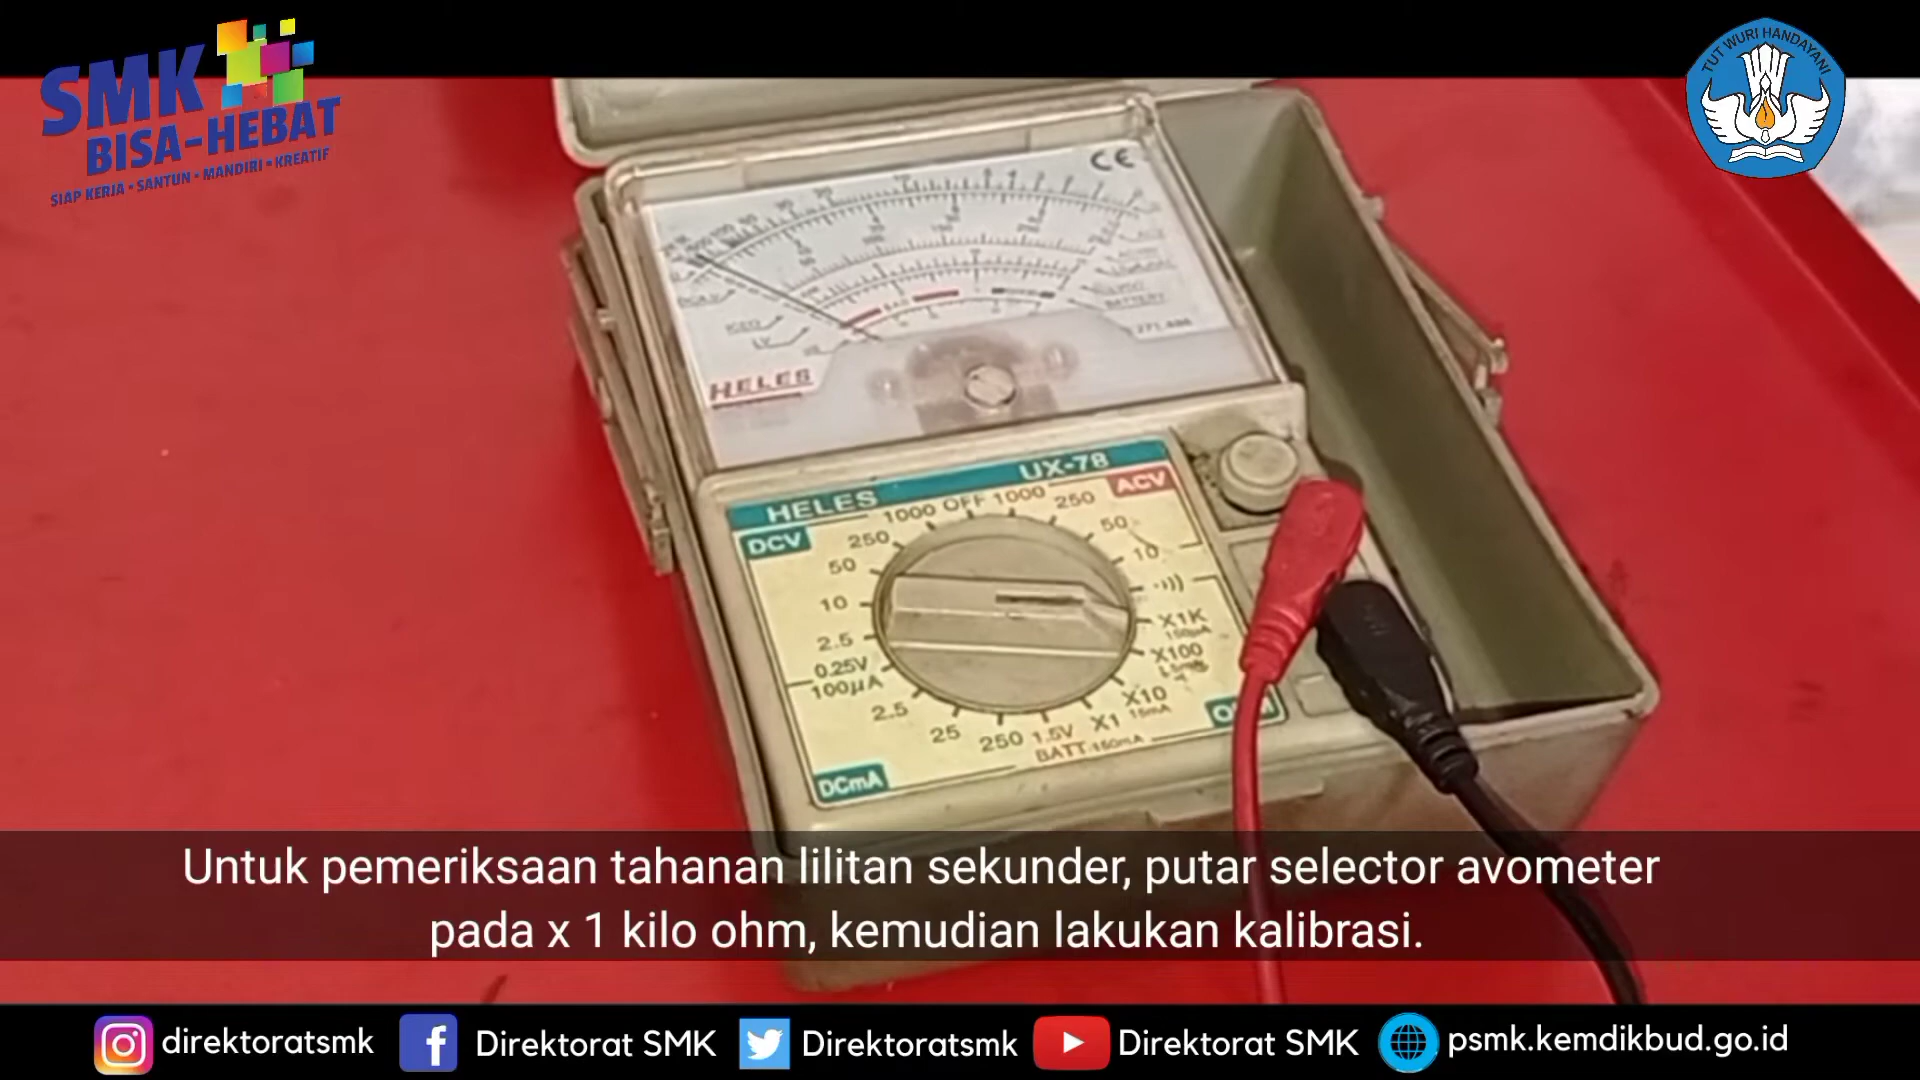 SMK
BISA-HEBAT
SIAP KERJA • SANTUN • MANDIRI • KREATIF
TUT WURI HANDAYANI
CE
BATTERY
HELES
HELES UX-78
DCV
ACV
1000 OFF 1000
250
250
50
50
10
10
2.5
X1K
0.25V
X100
100µA
X10
15mA
2.5
X1
25
250
1.5V
BATT
DCmA
Untuk pemeriksaan tahanan lilitan sekunder, putar selector avometer
pada x 1 kilo ohm, kemudian lakukan kalibrasi.
direktoratsmk
Direktorat SMK
Direktoratsmk
Direktorat SMK
psmk.kemdikbud.go.id